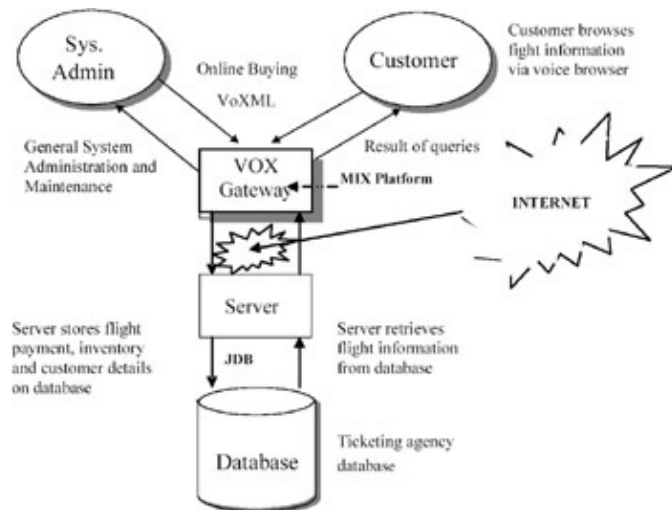 Sys.
Admin
Customer
Customer browses
fight information
via voice browser
Online Buying
VoXML
General System
Administration and
Maintenance
VOX
Gateway
Result of queries
MIX Platform
INTERNET
Server
Server stores flight
payment, inventory
and customer details
on database
JDB
Server retrieves
flight information
from database
Database
Ticketing agency
database